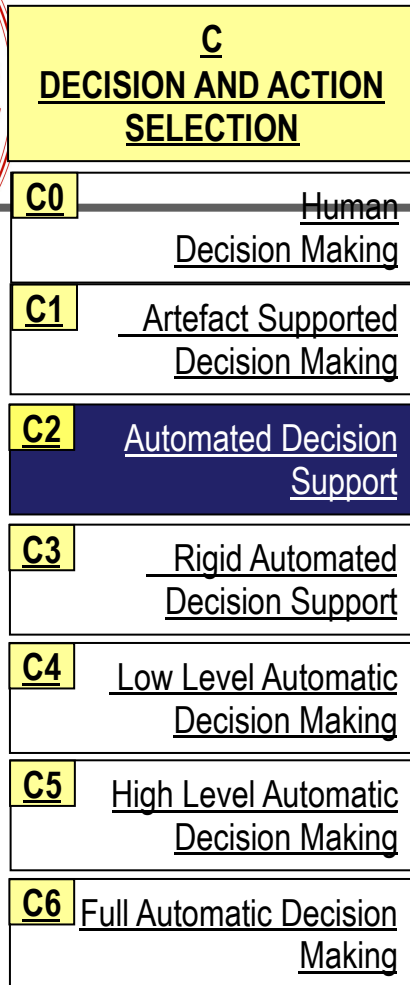 C
DECISION AND ACTION
SELECTION
C0 Human
Decision Making
C1 Artefact Supported
Decision Making
C2 Automated Decision
Support
C3 Rigid Automated
Decision Support
C4 Low Level Automatic
Decision Making
C5 High Level Automatic
Decision Making
C6 Full Automatic Decision
Making